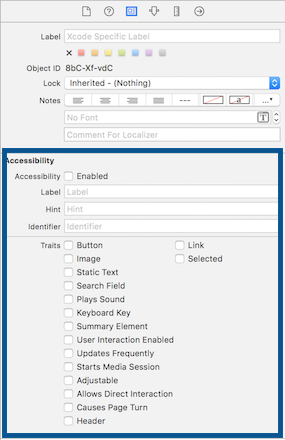 Label Xcode Specific Label
Object ID 8bC-Xf-vdC
Lock Inherited - (Nothing)
Notes
No Font T
Comment For Localizer
Accessibility
Accessibility Enabled
Label Label
Hint Hint
Identifier Identifier
Traits Button Link
Image Selected
Static Text
Search Field
Plays Sound
Keyboard Key
Summary Element
User Interaction Enabled
Updates Frequently
Starts Media Session
Adjustable
Allows Direct Interaction
Causes Page Turn
Header